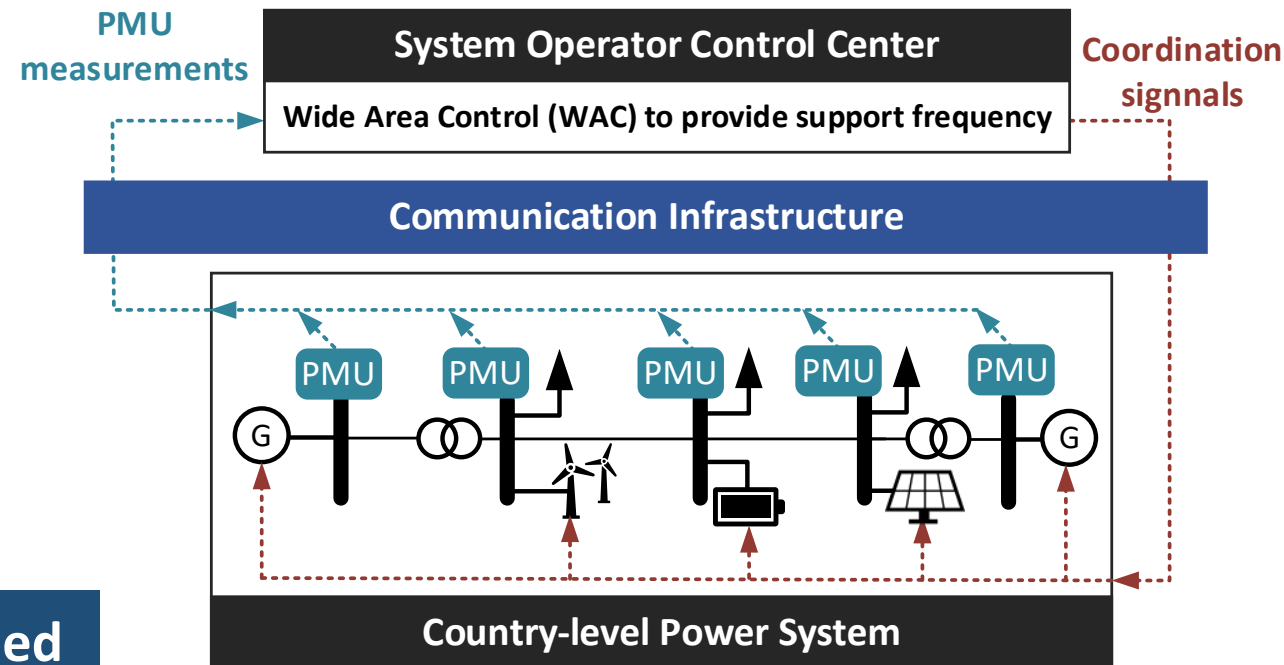 PMU
measurements
System Operator Control Center
Coordination
signnals
Wide Area Control (WAC) to provide support frequency
Communication Infrastructure
PMU
PMU
PMU
PMU
PMU
G
G
ed
Country-level Power System